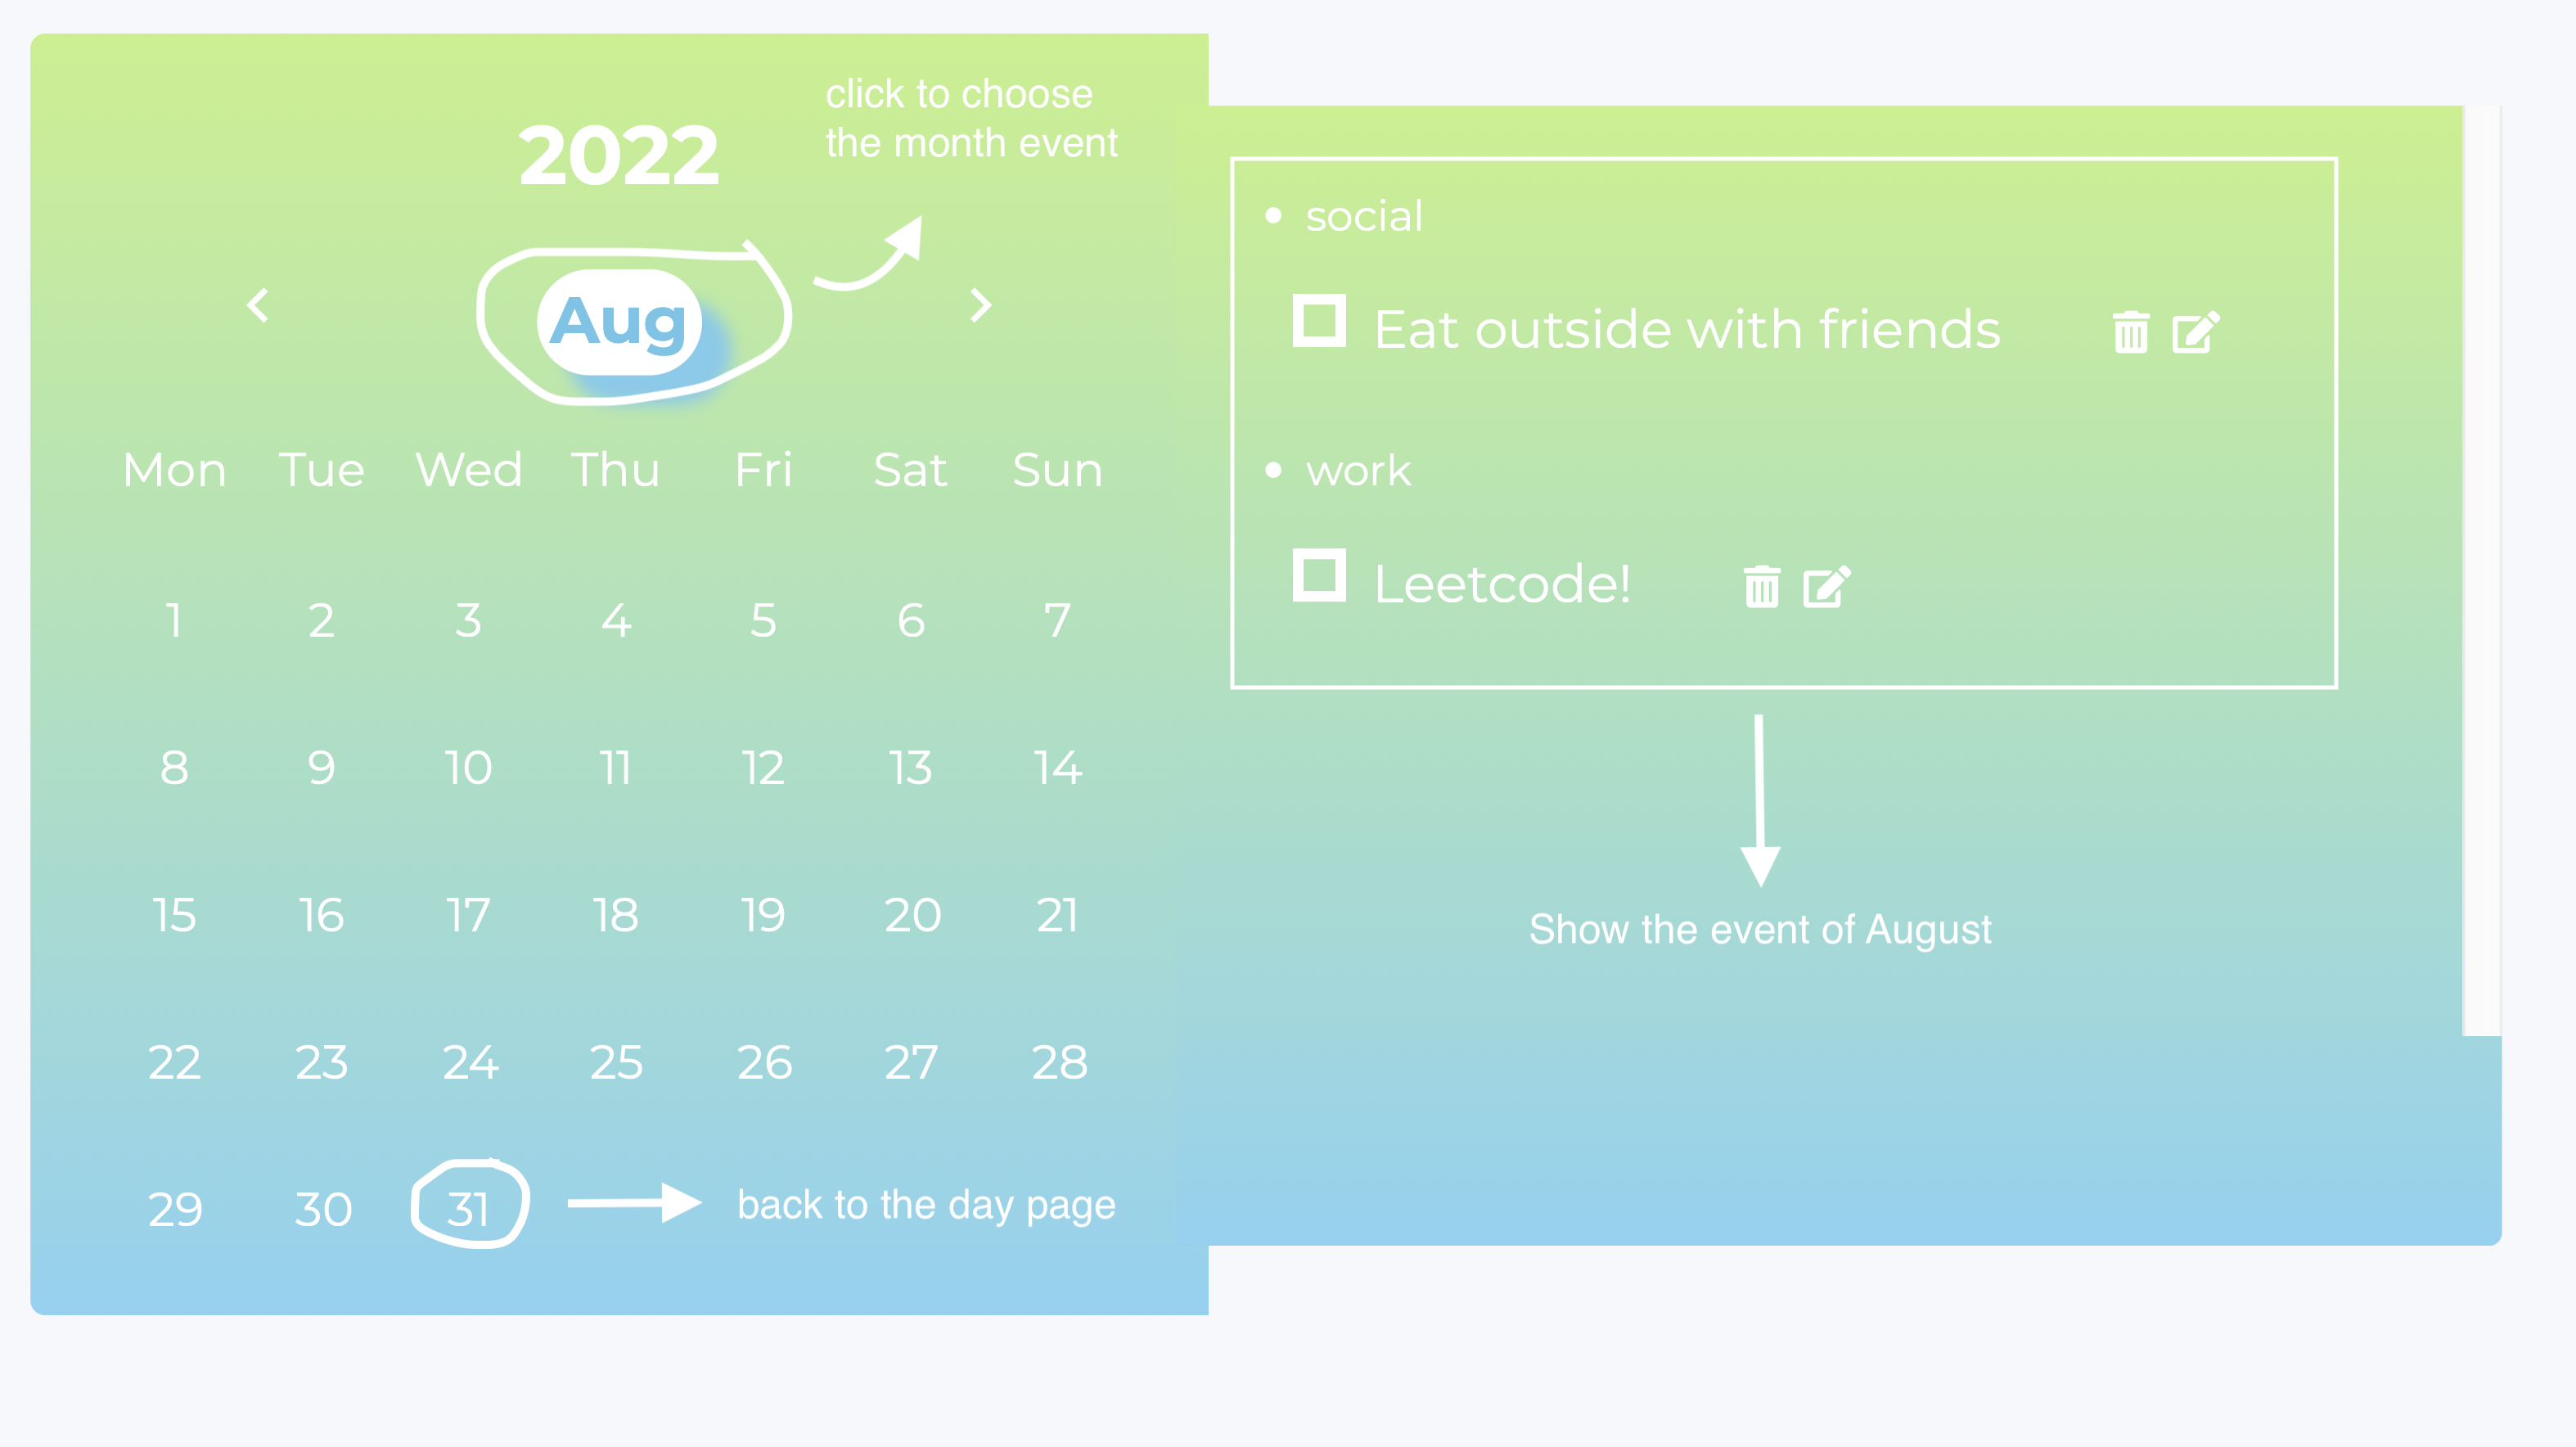 click to choose
the month event
2022
Aug
Mon Tue Wed Thu Fri Sat Sun
1 2 3 4 5 6 7
8 9 10 11 12 13 14
15 16 17 18 19 20 21
22 23 24 25 26 27 28
29 30 31 back to the day page
social
Eat outside with friends
work
Leetcode!
Show the event of August